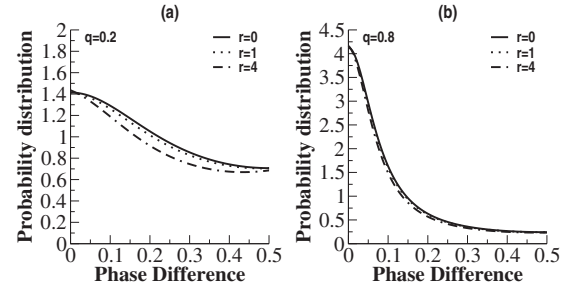 (a)
q=0.2
r=0
r=1
r=4
Probability distribution
2
1.8
1.6
1.4
1.2
1
0.8
0.6
0.4
0.2
0
0 0.1 0.2 0.3 0.4 0.5
Phase Difference
(b)
q=0.8
r=0
r=1
r=4
Probability distribution
4.5
4
3.5
3
2.5
2
1.5
1
0.5
0
0 0.1 0.2 0.3 0.4 0.5
Phase Difference